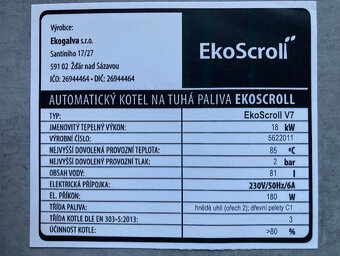 Výrobce:
Ekogalva s.r.o.
Santiniho 17/27
591 02 Žďár nad Sázavou
IČO: 26944464 • DIČ: 26944464
EkoScroll
AUTOMATICKÝ KOTEL NA TUHÁ PALIVA EKOSCROLL
TYP: EkoScroll V7
JMENOVITÝ TEPELNÝ VÝKON: 18 kW
VÝROBNÍ ČÍSLO: 5622011
NEJVYŠŠÍ DOVOLENÁ PROVOZNÍ TEPLOTA: 85 ºC
NEJVYŠŠÍ DOVOLENÝ PROVOZNÍ TLAK: 2 bar
OBSAH VODY: 81 l
ELEKTRICKÁ PŘÍPOJKA: 230V/50Hz/6A
EL. PŘÍKON: 180 W
TŘÍDA PALIVA: hnědé uhlí (ořech 2); dřevní pelety C1
TŘÍDA KOTLE DLE EN 303-5:2013: 3
ÚČINNOST KOTLE: >80 %